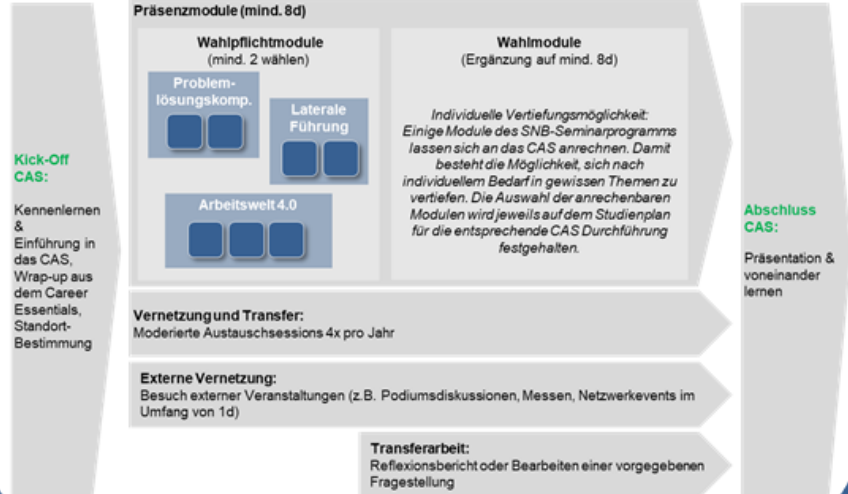 Präsenzmodule (mind. 8d)
Wahlpflichtmodule
(mind. 2 wählen)
Problem-
lösungskomp.
Laterale
Führung
Arbeitswelt 4.0
Wahlmodule
(Ergänzung auf mind. 8d)
Individuelle Vertiefungsmöglichkeit:
Einige Module des SNB-Seminarprogramms
lassen sich an das CAS anrechnen. Damit
besteht die Möglichkeit, sich nach
individuellem Bedarf in gewissen Themen zu
vertiefen. Die Auswahl der anrechenbaren
Modulen wird jeweils auf dem Studienplan
für die entsprechende CAS Durchführung
festgehalten.
Kick-Off
CAS:
Kennenlernen
&
Einführung in
das CAS,
Wrap-up aus
dem Career
Essentials,
Standort-
Bestimmung
Vernetzung und Transfer:
Moderierte Austauschsessions 4x pro Jahr
Externe Vernetzung:
Besuch externer Veranstaltungen (z.B. Podiumsdiskussionen, Messen, Netzwerkevents im
Umfang von 1d)
Transferarbeit:
Reflexionsbericht oder Bearbeiten einer vorgegebenen
Fragestellung
Abschluss
CAS:
Präsentation &
voneinander
lernen